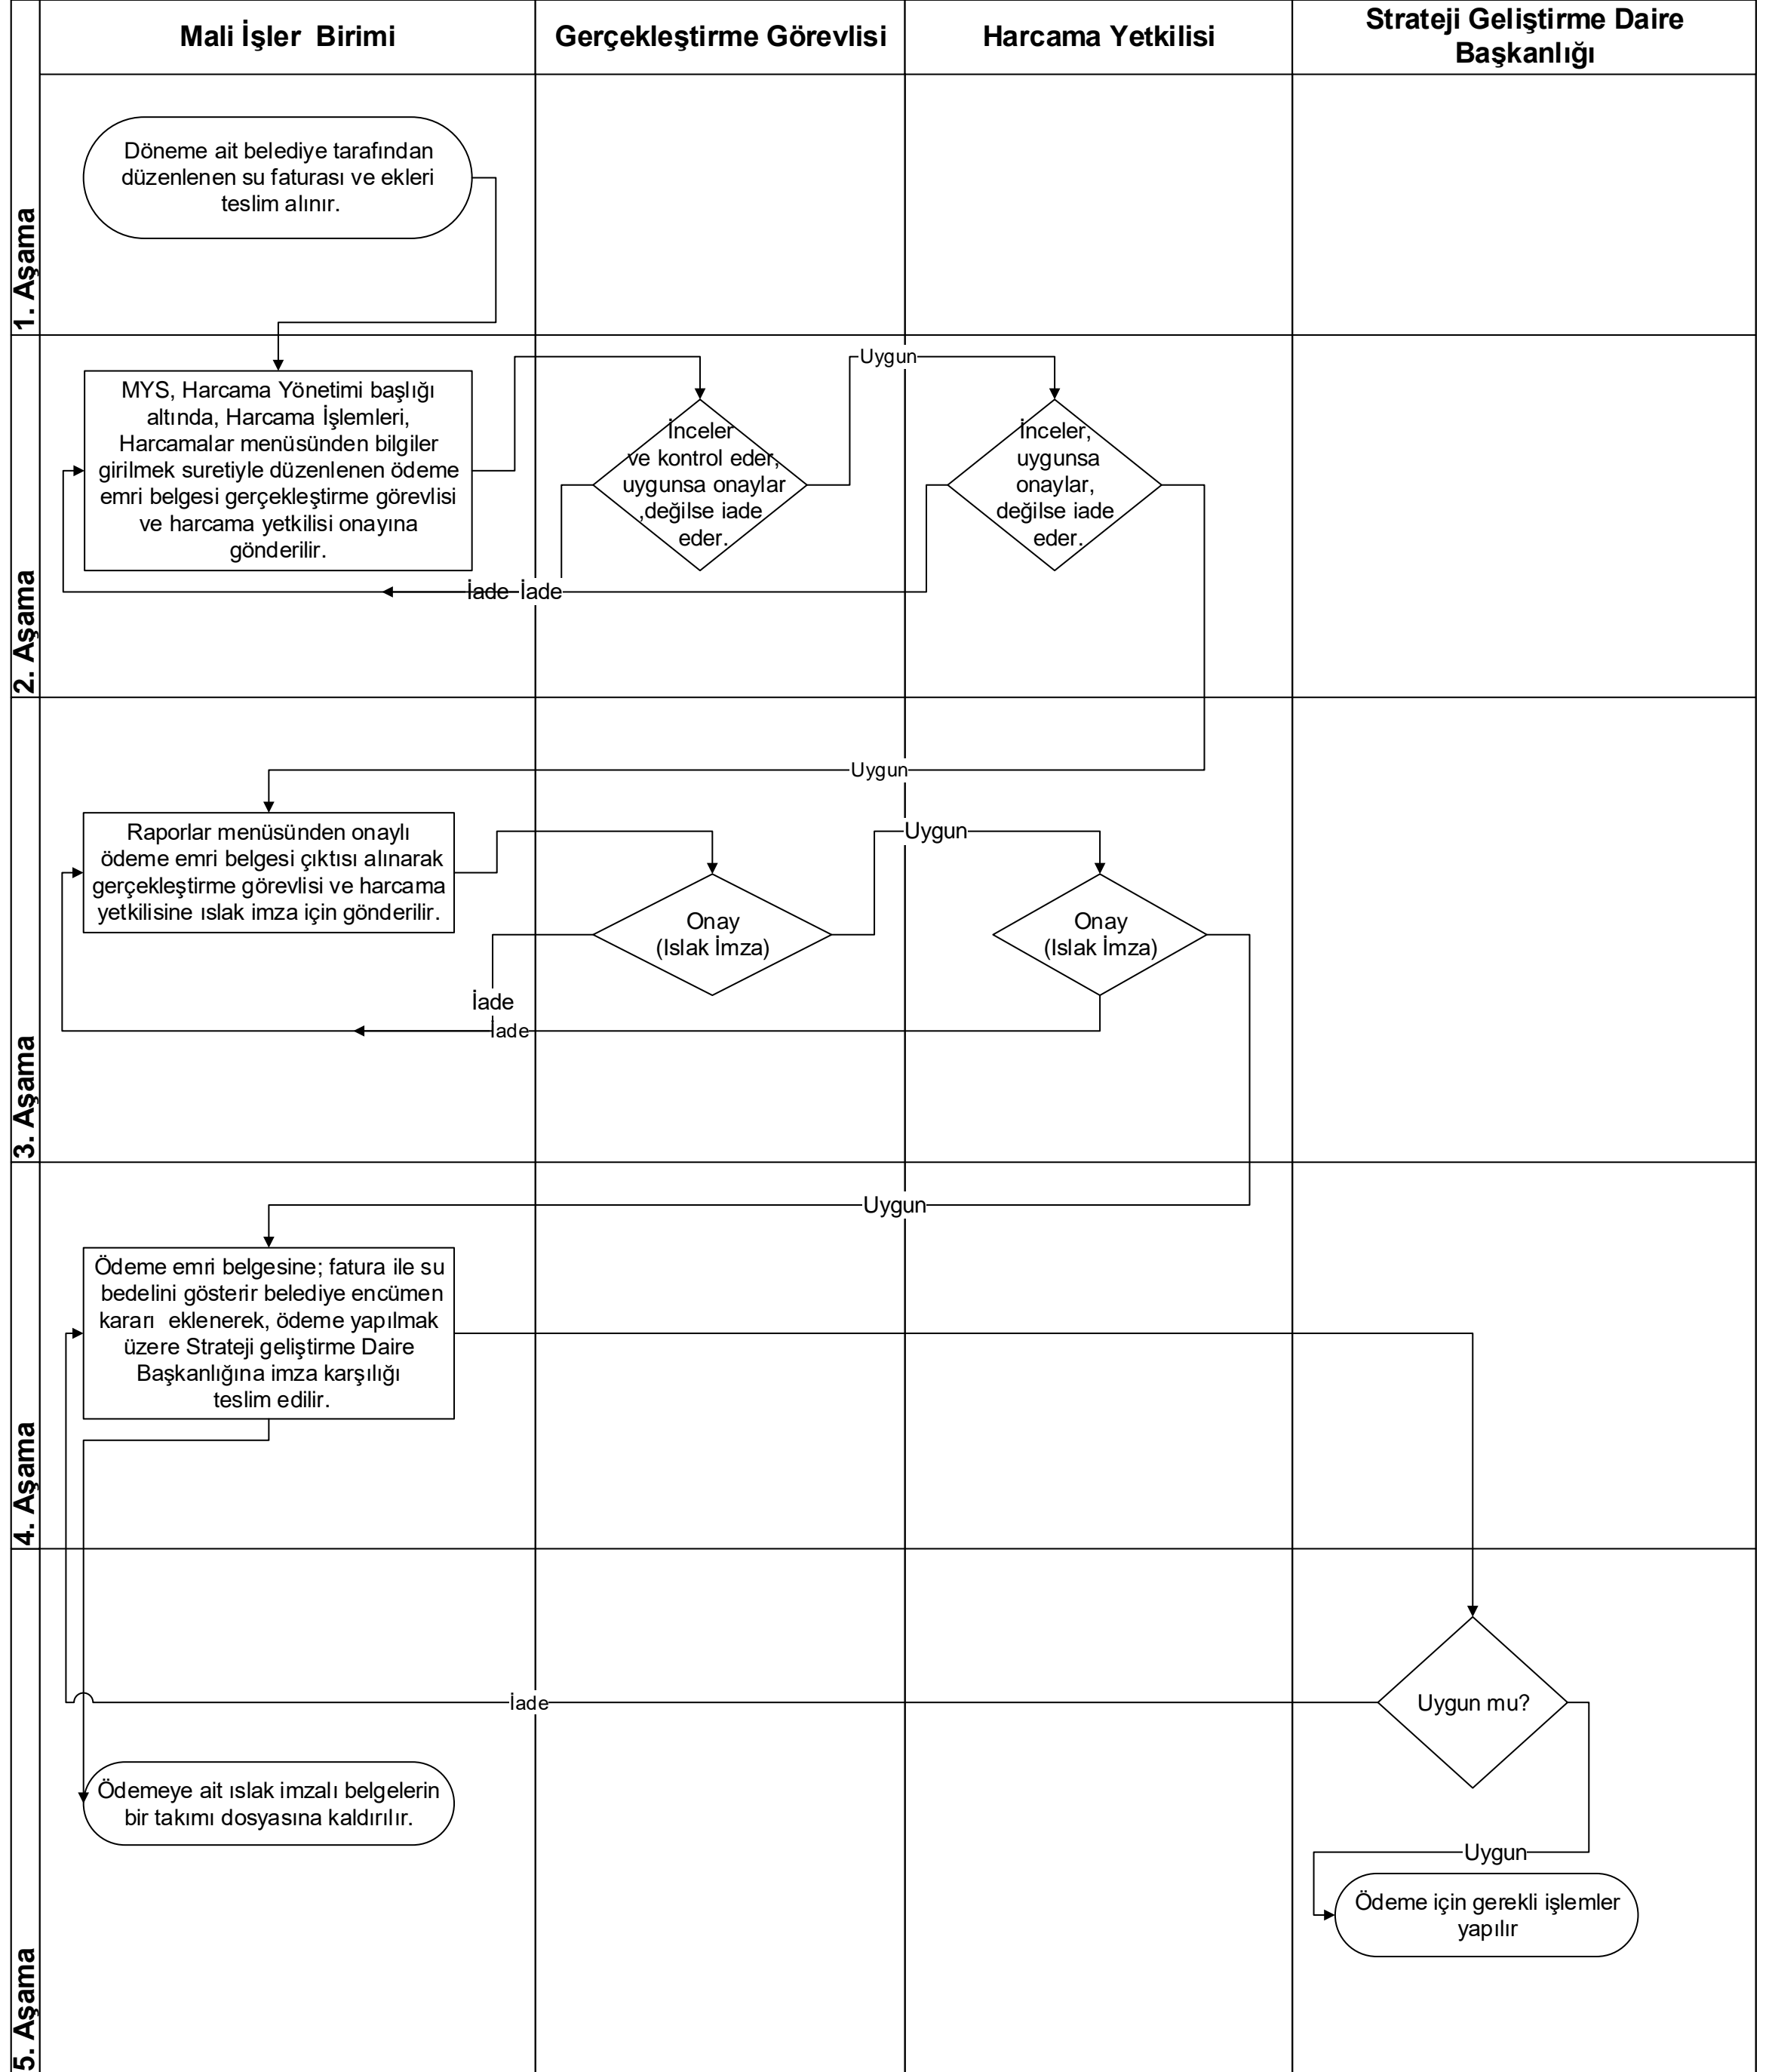 Mali İşler Birimi
Gerçekleştirme Görevlisi
Harcama Yetkilisi
Strateji Geliştirme Daire
Başkanlığı
1. Aşama
Döneme ait belediye tarafından
düzenlenen su faturası ve ekleri
teslim alınır.
2. Aşama
MYS, Harcama Yönetimi başlığı
altında, Harcama İşlemleri,
Harcamalar menüsünden bilgiler
girilmek suretiyle düzenlenen ödeme
emri belgesi gerçekleştirme görevlisi
ve harcama yetkilisi onayına
gönderilir.
İnceler
ve kontrol eder,
uygunsa onaylar
,değilse iade
eder.
Uygun
İnceler,
uygunsa
onaylar,
değilse iade
eder.
İade
İade
3. Aşama
Uygun
Raporlar menüsünden onaylı
ödeme emri belgesi çıktısı alınarak
gerçekleştirme görevlisi ve harcama
yetkilisine ıslak imza için gönderilir.
Onay
(Islak İmza)
Uygun
Onay
(Islak İmza)
İade
İade
4. Aşama
Uygun
Ödeme emri belgesine; fatura ile su
bedelini gösterir belediye encümen
kararı eklenerek, ödeme yapılmak
üzere Strateji geliştirme Daire
Başkanlığına imza karşılığı
teslim edilir.
5. Aşama
Uygun mu?
İade
Ödemeye ait ıslak imzalı belgelerin
bir takımı dosyasına kaldırılır.
Uygun
Ödeme için gerekli işlemler
yapılır